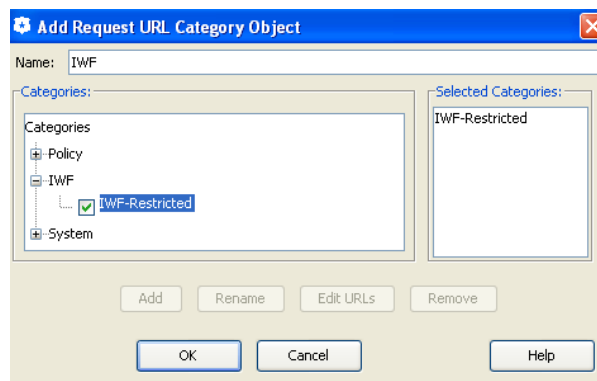 Add Request URL Category Object
Name: IWF
Categories:
Selected Categories:
Categories
Policy
IWF
IWF-Restricted
System
IWF-Restricted
Add Rename Edit URLs Remove
OK Cancel Help